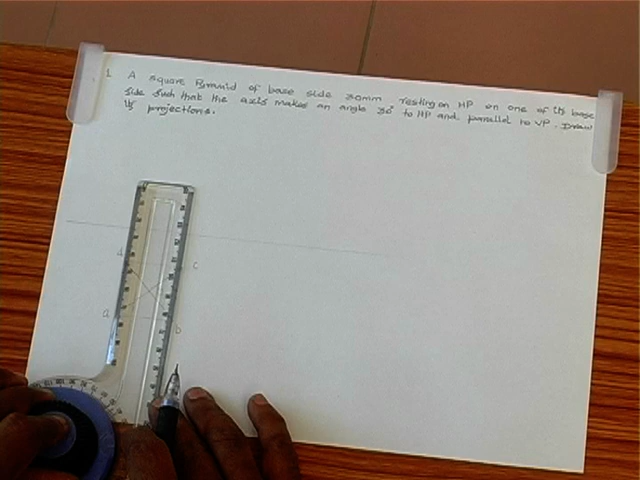 1. A square Pyramid of base side 30mm resting on HP on one of its base
side such that the axis makes an angle 30° to HP and parallel to VP. Draw
its projections.
d
c
a
b